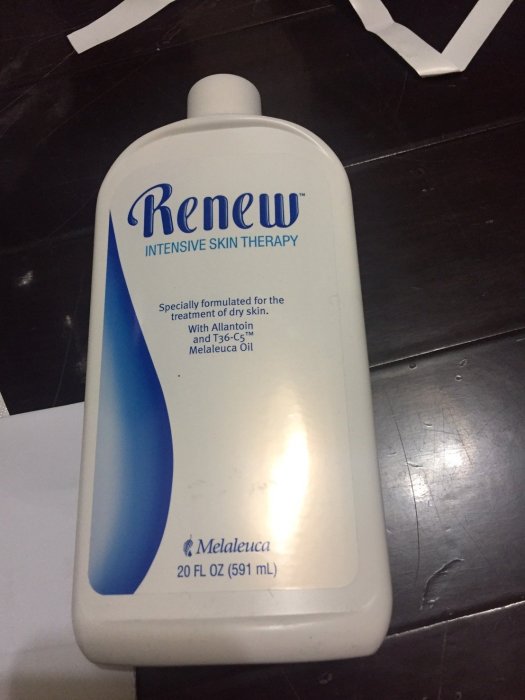 Renew™
INTENSIVE SKIN THERAPY
Specially formulated for the
treatment of dry skin.
With Allantoin
and T36-C5™
Melaleuca Oil
Melaleuca
20 FL OZ (591 mL)